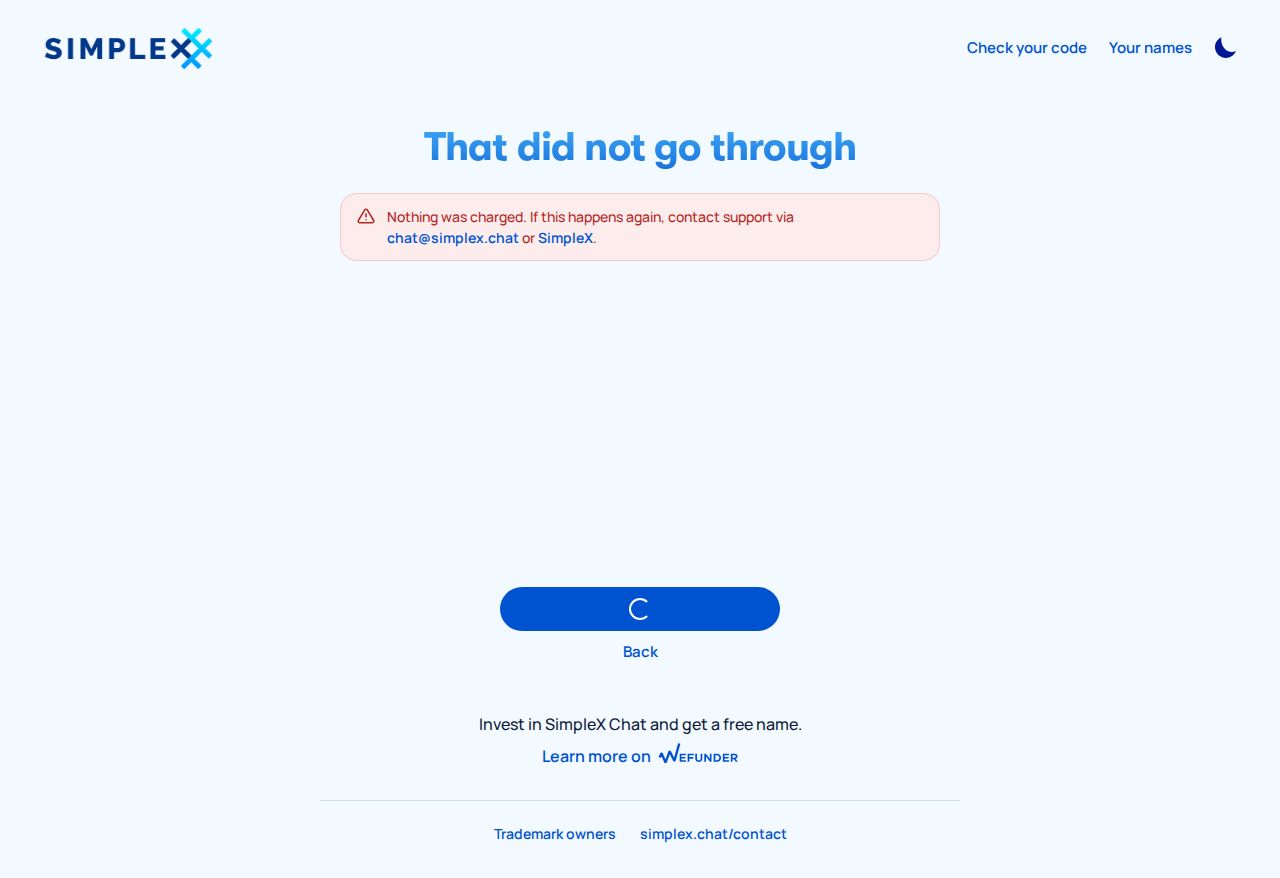 SIMPLEX
Check your code
Your names
That did not go through
Nothing was charged. If this happens again, contact support via
chat@simplex.chat or SimpleX.
Back
Invest in SimpleX Chat and get a free name.
Learn more on WEFUNDER
Trademark owners
simplex.chat/contact